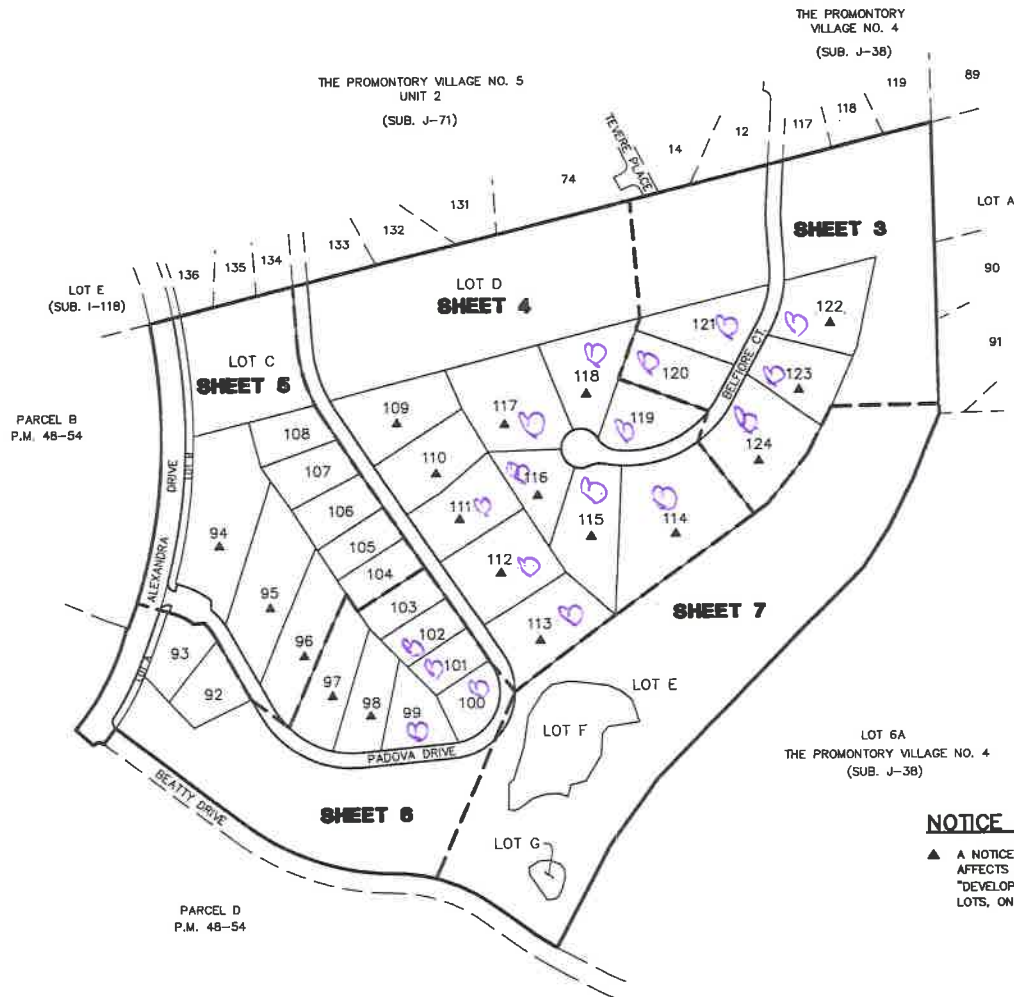 THE PROMONTORY
VILLAGE NO. 4
(SUB. J-38)
THE PROMONTORY VILLAGE NO. 5
UNIT 2
(SUB. J-71)
89
119
118
117
12
14
TEVERE PLACE
74
131
132
133
134
135
136
LOT E
(SUB. I-118)
LOT A
90
91
SHEET 3
LOT D
SHEET 4
LOT C
SHEET 5
PARCEL B
P.M. 48-54
ALEXANDRA DRIVE
LOT B
LOT A
BELFIORE CT.
122
B
121 B
B
120
B 123
B
124
B
118
B
119
117
B
B
116
B
115
B
114
109
110
111 B
112 B
113 B
108
107
106
105
104
103
102
B
B
101
B
100
94
95
96
97
98
99
B
93
92
PADOVA DRIVE
SHEET 7
SHEET 6
BEATTY DRIVE
LOT E
LOT F
LOT G
LOT 6A
THE PROMONTORY VILLAGE NO. 4
(SUB. J-38)
PARCEL D
P.M. 48-54
NOTICE
▲ A NOTICE
AFFECTS
"DEVELOP
LOTS, ON